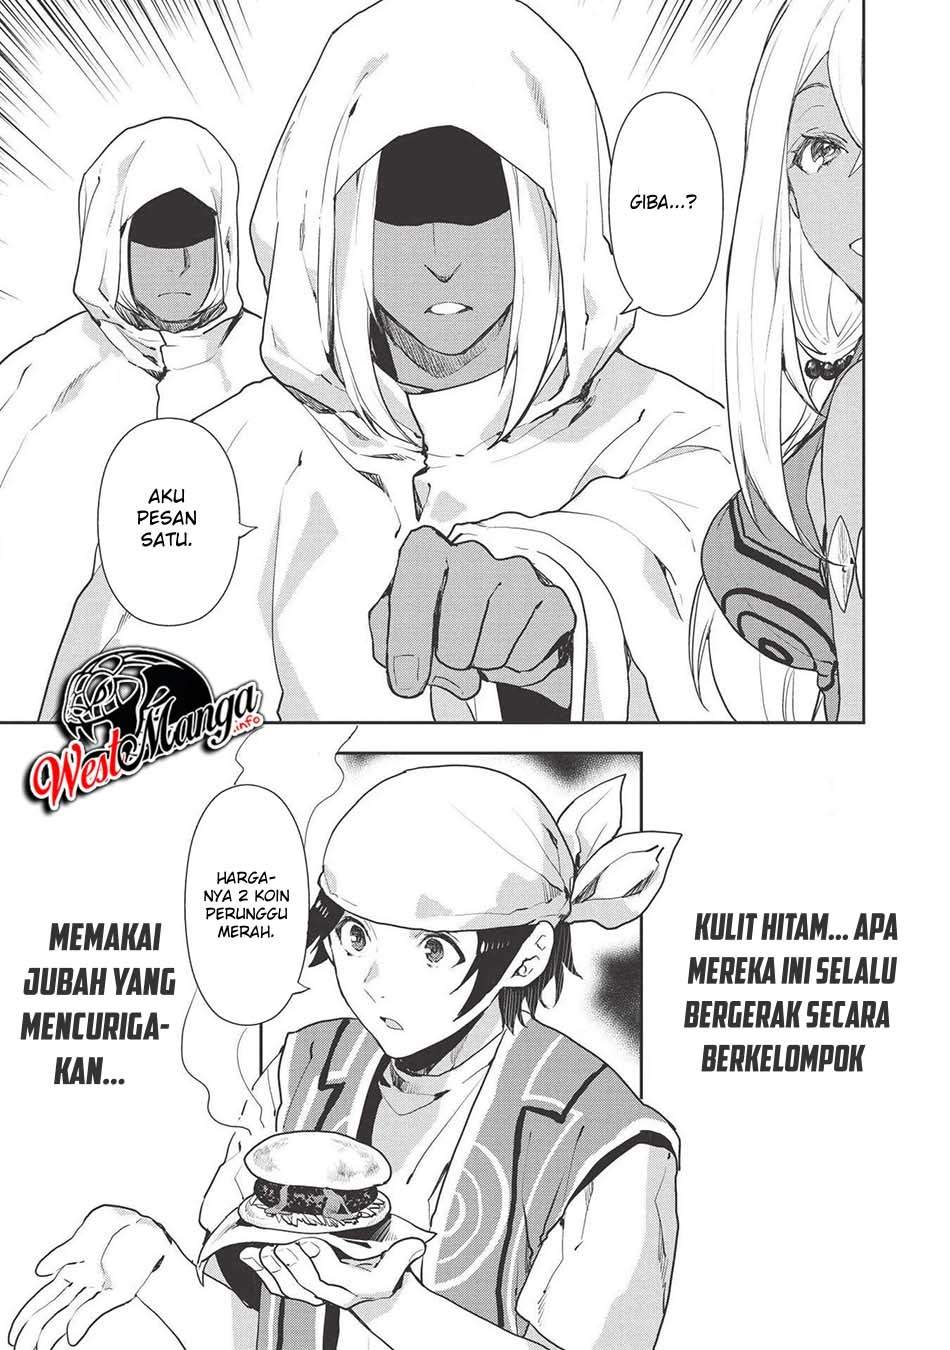 GIBA...?
AKU
PESAN
SATU.
WestManga
.info
KULIT HITAM... APA
MEREKA INI SELALU
BERGERAK SECARA
BERKELOMPOK
HARGA-
NYA 2 KOIN
PERUNGGU
MERAH.
MEMAKAI
JUBAH YANG
MENCURIGA-
KAN...